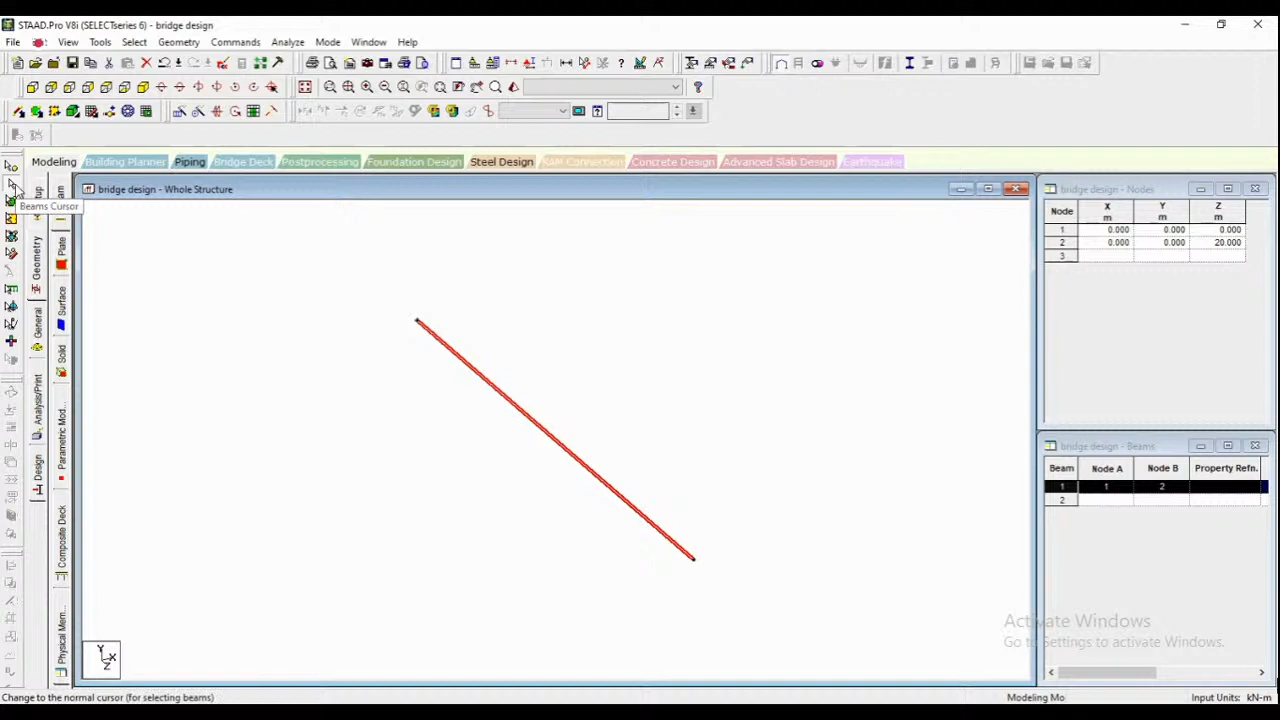 STAAD.Pro V8i (SELECTseries 6) - bridge design
File View Tools Select Geometry Commands Analyze Mode Window Help
Modeling Building Planner Piping Bridge Deck Postprocessing Foundation Design Steel Design RAM Connection Concrete Design Advanced Slab Design Earthquake
bridge design - Whole Structure
Beams Cursor
Geometry
General
Analysis/Print
Design
Plate
Surface
Solid
Parametric Mod...
Composite Deck
Physical Mem...
bridge design - Nodes
Node X m Y m Z m
1 0.000 0.000 0.000
2 0.000 0.000 20.000
3
bridge design - Beams
Beam Node A Node B Property Refn.
1 1 2
2
Y X Z
Activate Windows
Go to Settings to activate Windows.
Change to the normal cursor (for selecting beams)
Modeling Mo
Input Units: kN-m